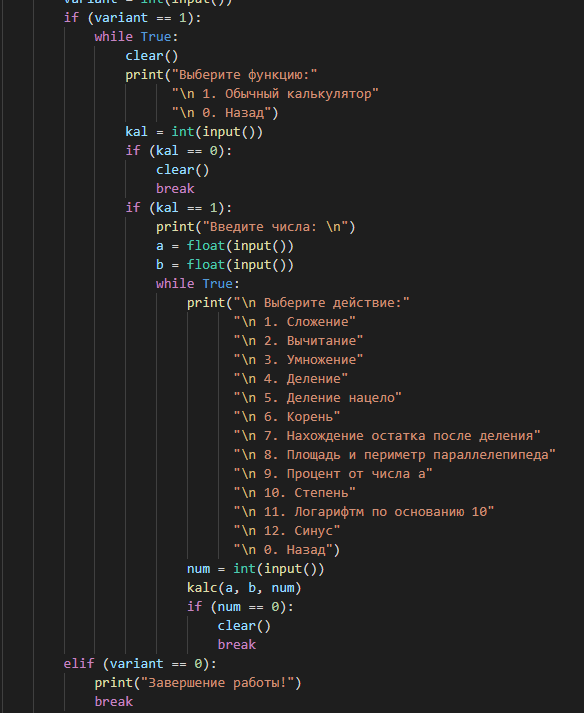 variant = int(input())
if (variant == 1):
    while True:
        clear()
        print("Выберите функцию:"
              "\n 1. Обычный калькулятор"
              "\n 0. Назад")
        kal = int(input())
        if (kal == 0):
            clear()
            break
        if (kal == 1):
            print("Введите числа: \n")
            a = float(input())
            b = float(input())
            while True:
                print("\n Выберите действие:"
                      "\n 1. Сложение"
                      "\n 2. Вычитание"
                      "\n 3. Умножение"
                      "\n 4. Деление"
                      "\n 5. Деление нацело"
                      "\n 6. Корень"
                      "\n 7. Нахождение остатка после деления"
                      "\n 8. Площадь и периметр параллелепипеда"
                      "\n 9. Процент от числа a"
                      "\n 10. Степень"
                      "\n 11. Логарифтм по основанию 10"
                      "\n 12. Синус"
                      "\n 0. Назад")
                num = int(input())
                kalc(a, b, num)
                if (num == 0):
                    clear()
                    break
elif (variant == 0):
    print("Завершение работы!")
    break